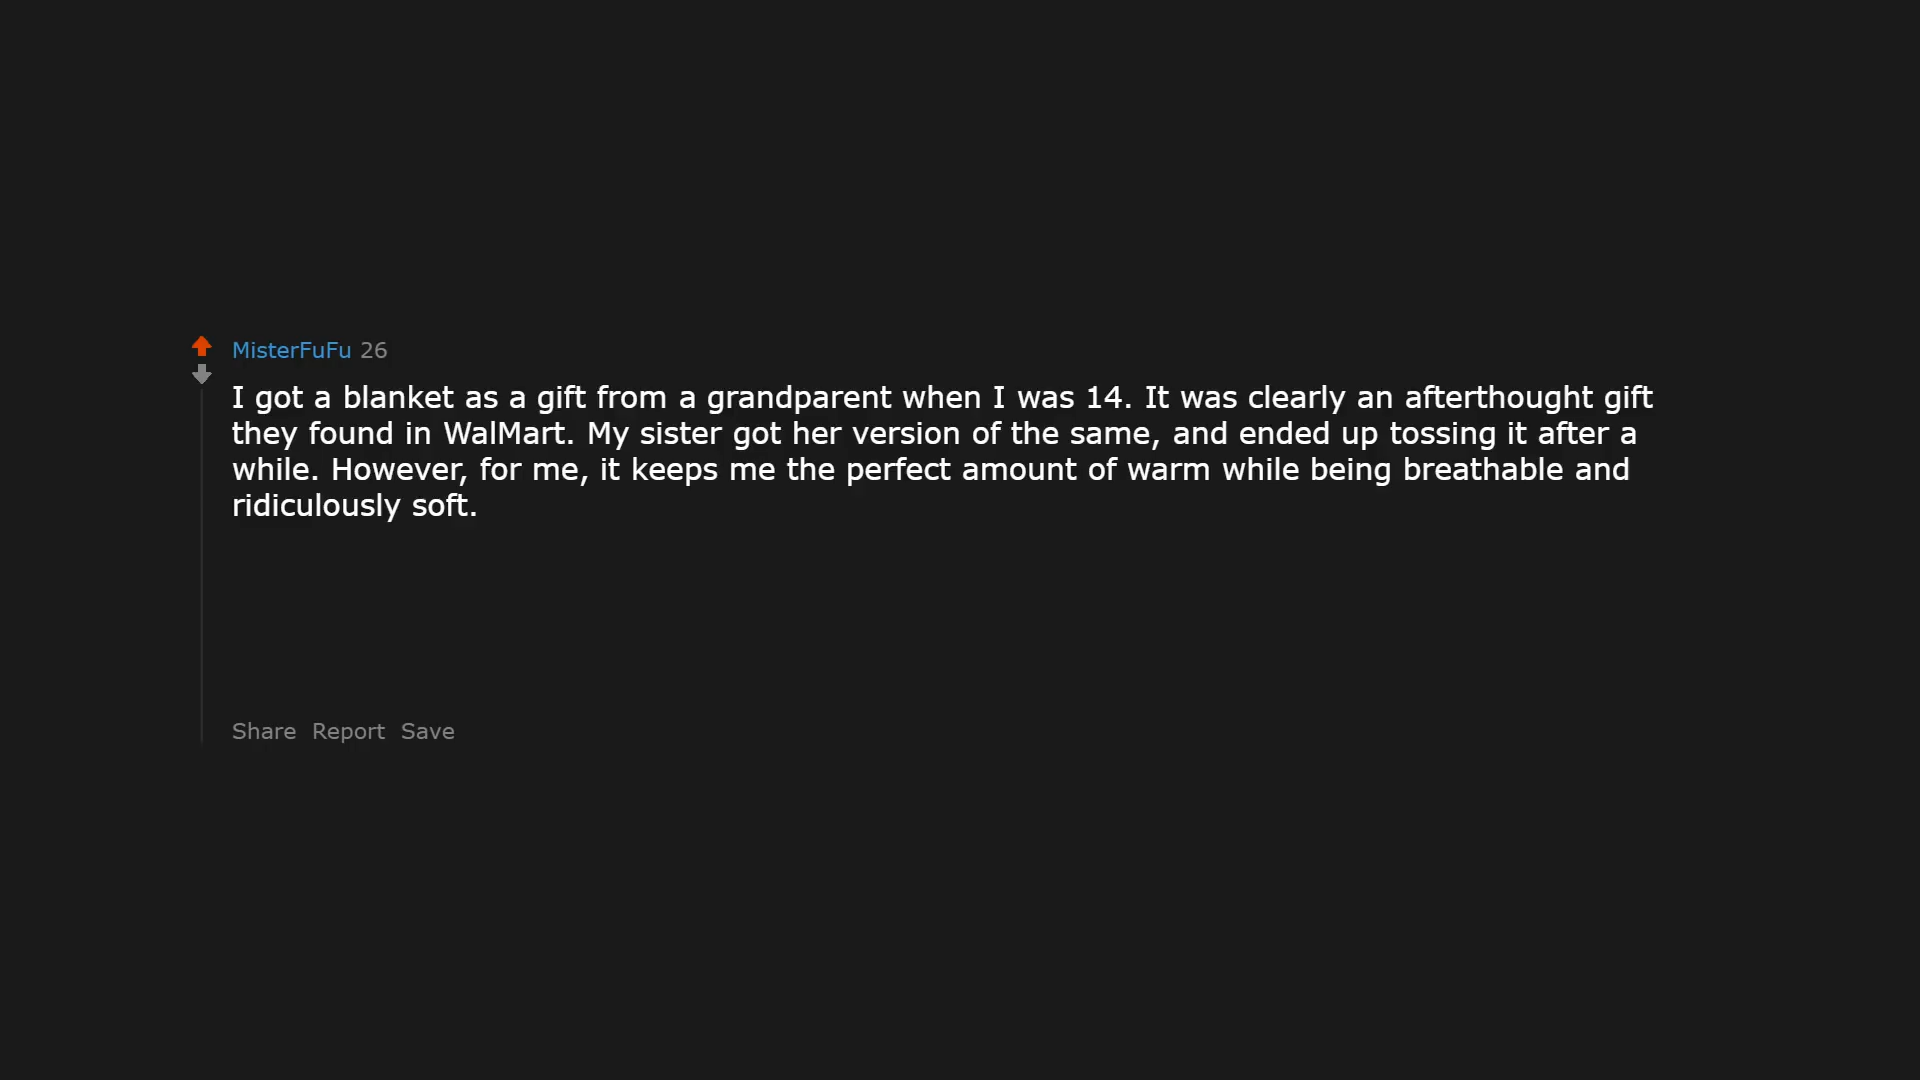 MisterFuFu 26
I got a blanket as a gift from a grandparent when I was 14. It was clearly an afterthought gift
they found in WalMart. My sister got her version of the same, and ended up tossing it after a
while. However, for me, it keeps me the perfect amount of warm while being breathable and
ridiculously soft.
Share Report Save